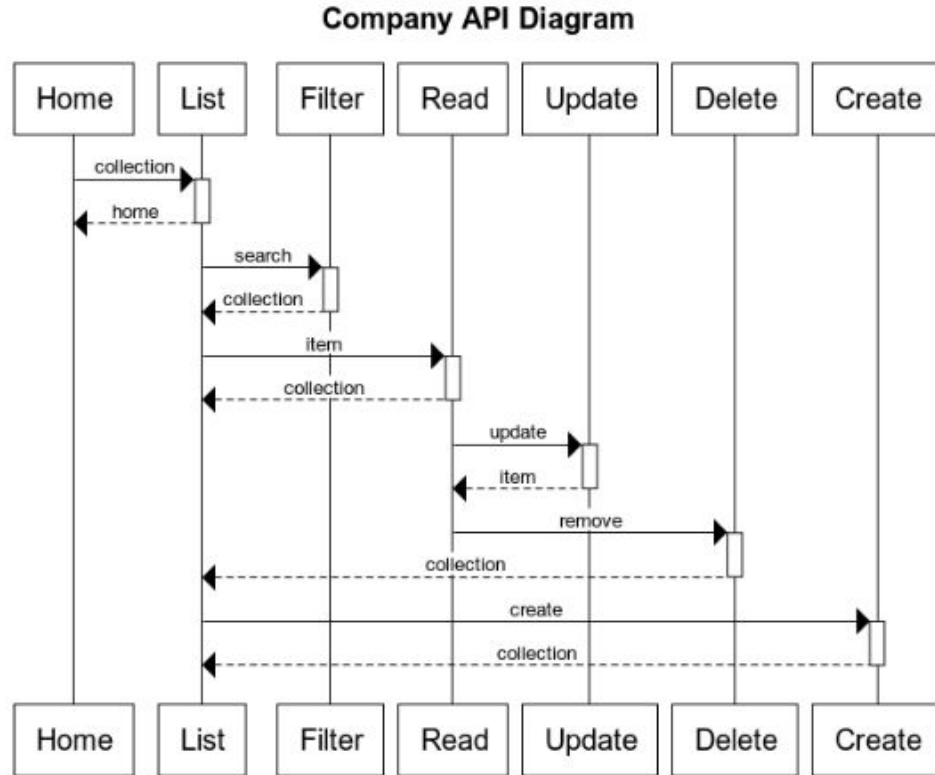 Company API Diagram
Home List Filter Read Update Delete Create
collection
home
search
collection
item
collection
update
item
remove
collection
create
collection
Home List Filter Read Update Delete Create